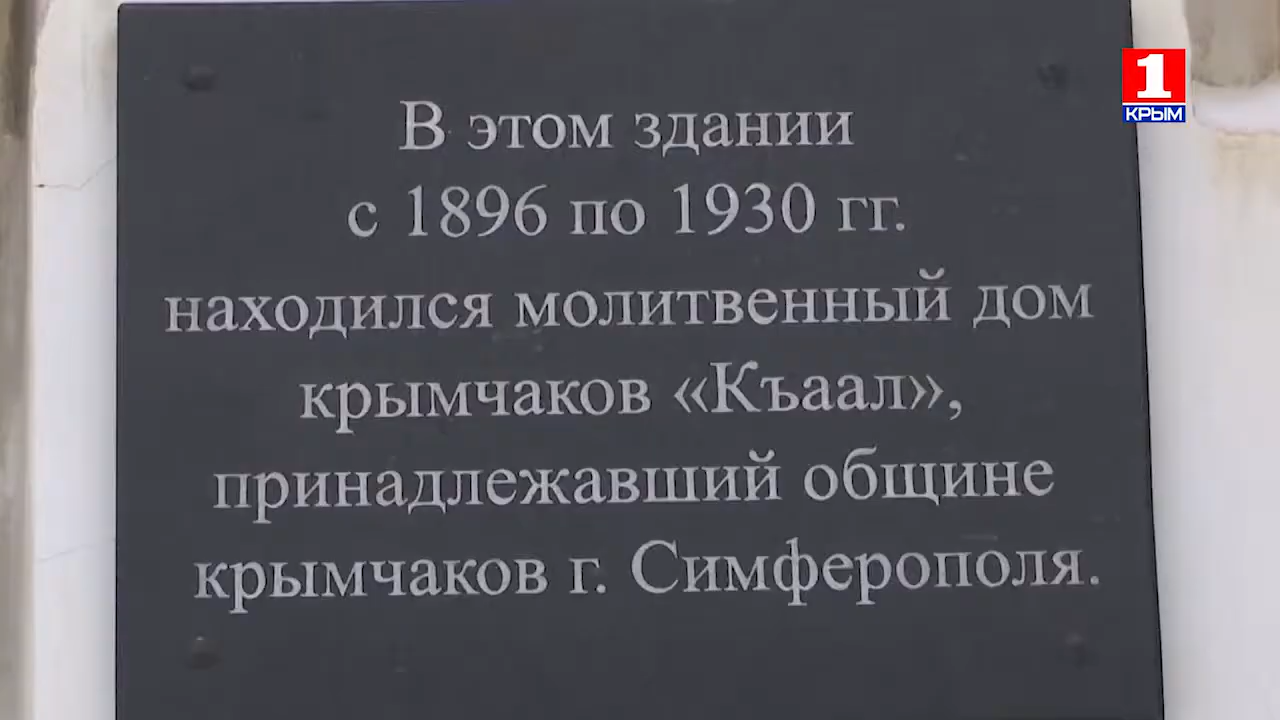 1
КРЫМ
В этом здании
с 1896 по 1930 гг.
находился молитвенный дом
крымчаков «Къаал»,
принадлежавший общине
крымчаков г. Симферополя.